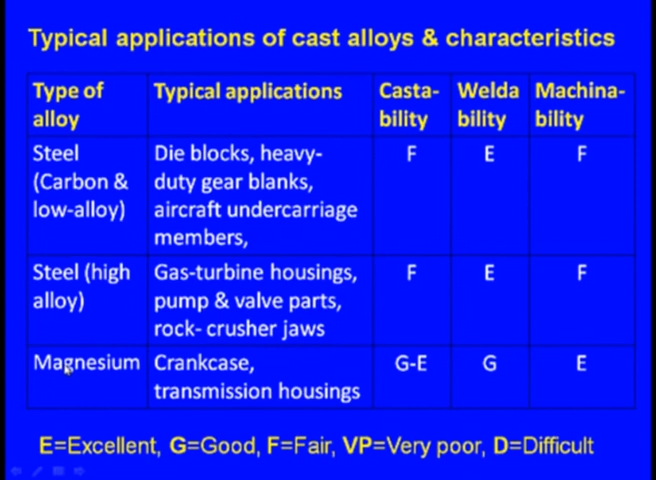 Typical applications of cast alloys & characteristics
Type of alloy Typical applications Casta-bility Welda bility Machina-bility
Steel (Carbon & low-alloy) Die blocks, heavy-duty gear blanks, aircraft undercarriage members, F E F
Steel (high alloy) Gas-turbine housings, pump & valve parts, rock- crusher jaws F E F
Magnesium Crankcase, transmission housings G-E G E
E=Excellent, G=Good, F=Fair, VP=Very poor, D=Difficult